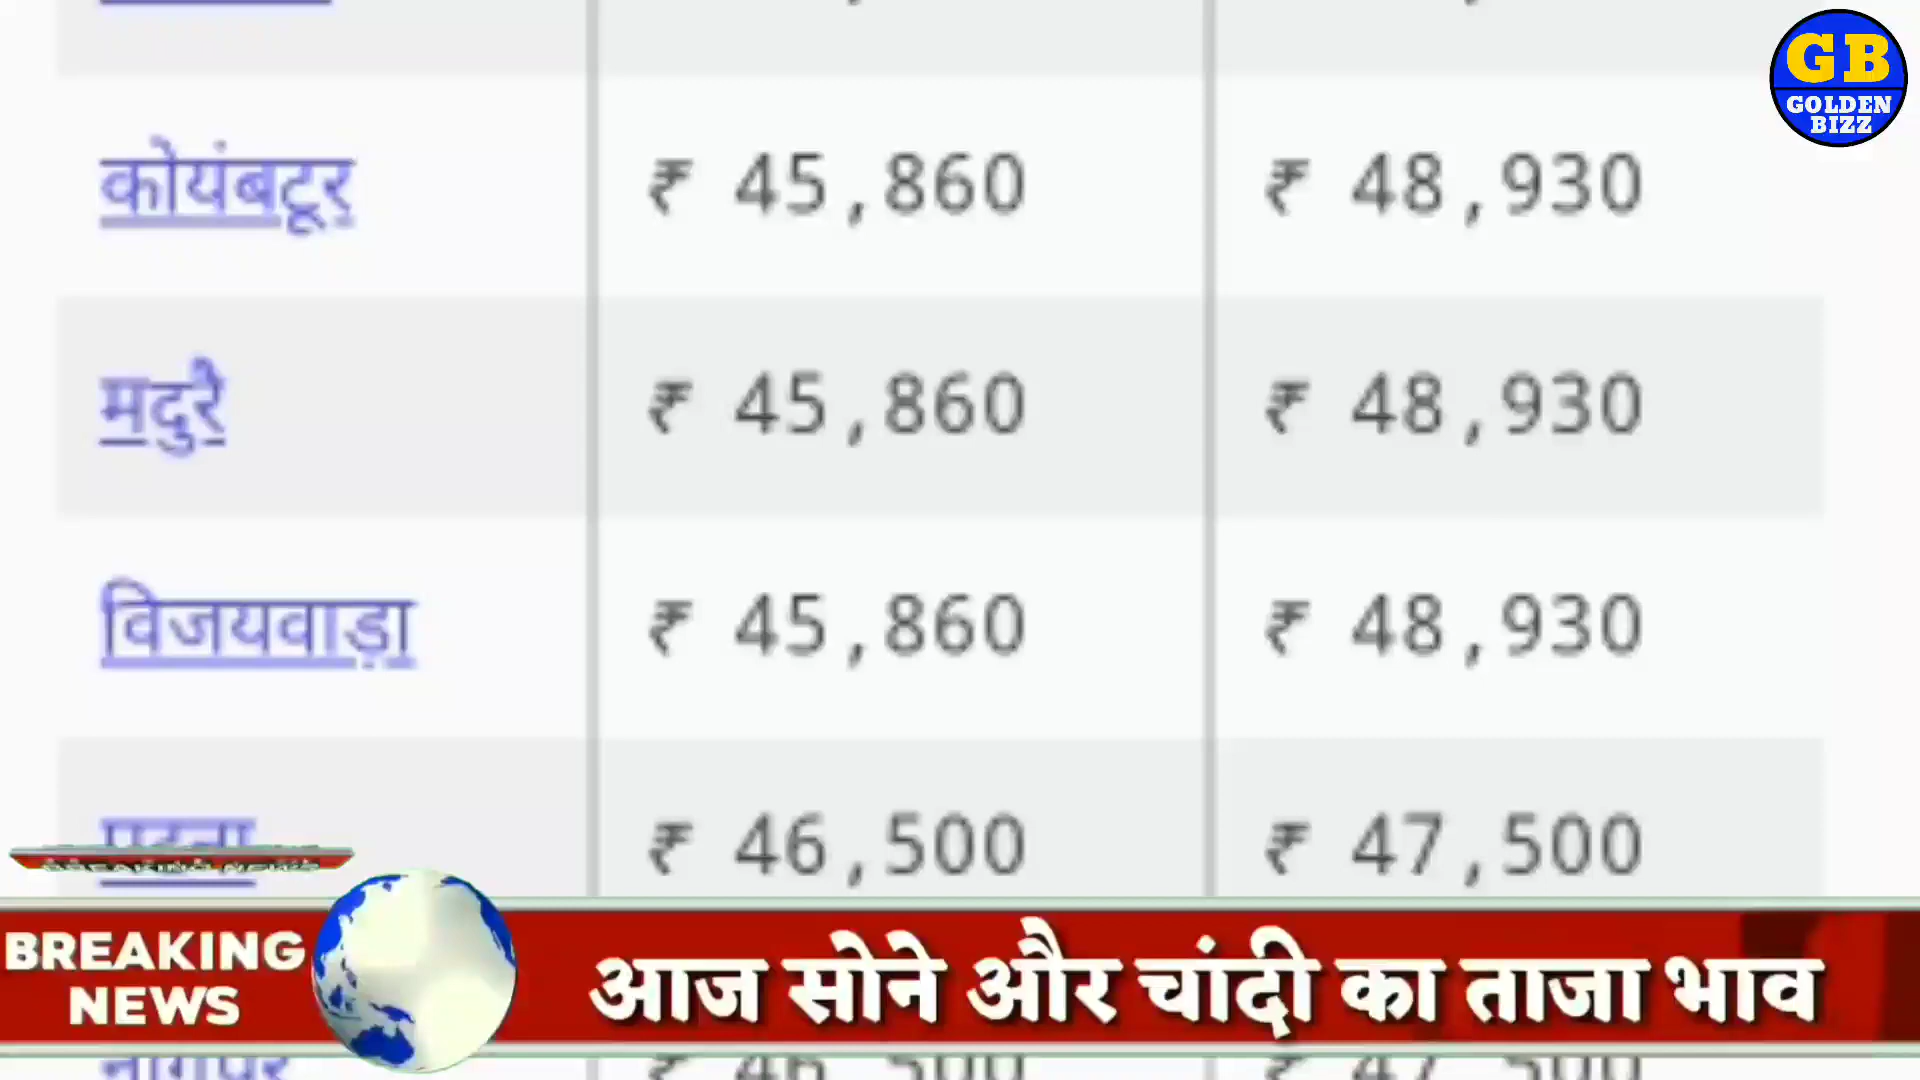 GB
GOLDEN
BIZZ
कोयंबटूर ₹ 45,860 ₹ 48,930
मदुरै ₹ 45,860 ₹ 48,930
विजयवाड़ा ₹ 45,860 ₹ 48,930
पटना ₹ 46,500 ₹ 47,500
BREAKING
NEWS
आज सोने और चांदी का ताजा भाव